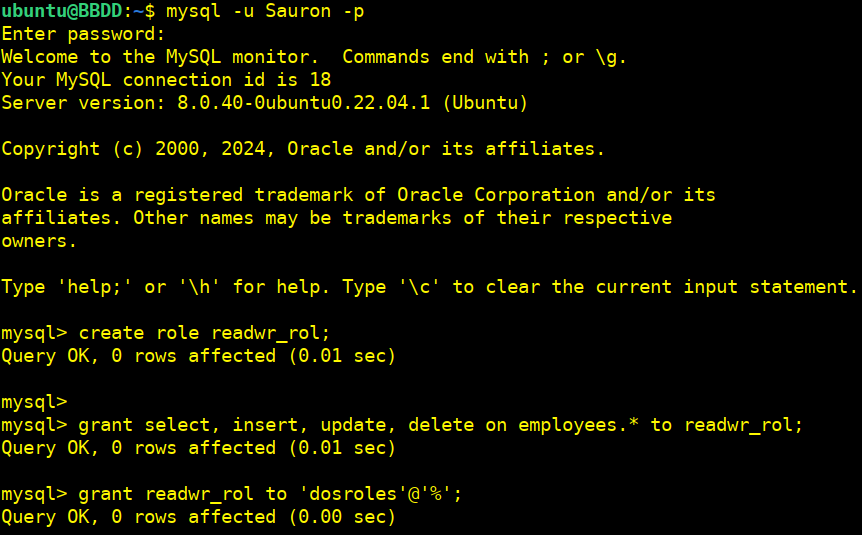 ubuntu@BBDD:~$ mysql -u Sauron -p
Enter password:
Welcome to the MySQL monitor.  Commands end with ; or \g.
Your MySQL connection id is 18
Server version: 8.0.40-0ubuntu0.22.04.1 (Ubuntu)

Copyright (c) 2000, 2024, Oracle and/or its affiliates.

Oracle is a registered trademark of Oracle Corporation and/or its
affiliates. Other names may be trademarks of their respective
owners.

Type 'help;' or '\h' for help. Type '\c' to clear the current input statement.

mysql> create role readwr_rol;
Query OK, 0 rows affected (0.01 sec)

mysql>
mysql> grant select, insert, update, delete on employees.* to readwr_rol;
Query OK, 0 rows affected (0.01 sec)

mysql> grant readwr_rol to 'dosroles'@'%';
Query OK, 0 rows affected (0.00 sec)